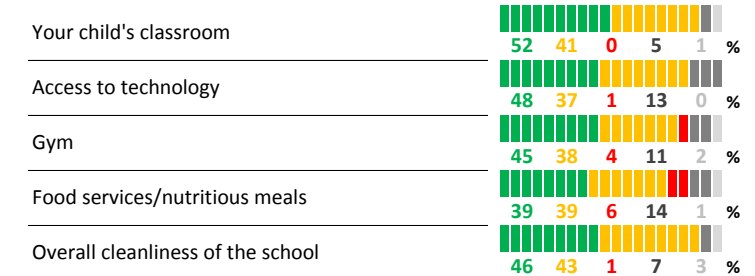 Your child's classroom
52 41 0 5 1 %
Access to technology
48 37 1 13 0 %
Gym
45 38 4 11 2 %
Food services/nutritious meals
39 39 6 14 1 %
Overall cleanliness of the school
46 43 1 7 3 %